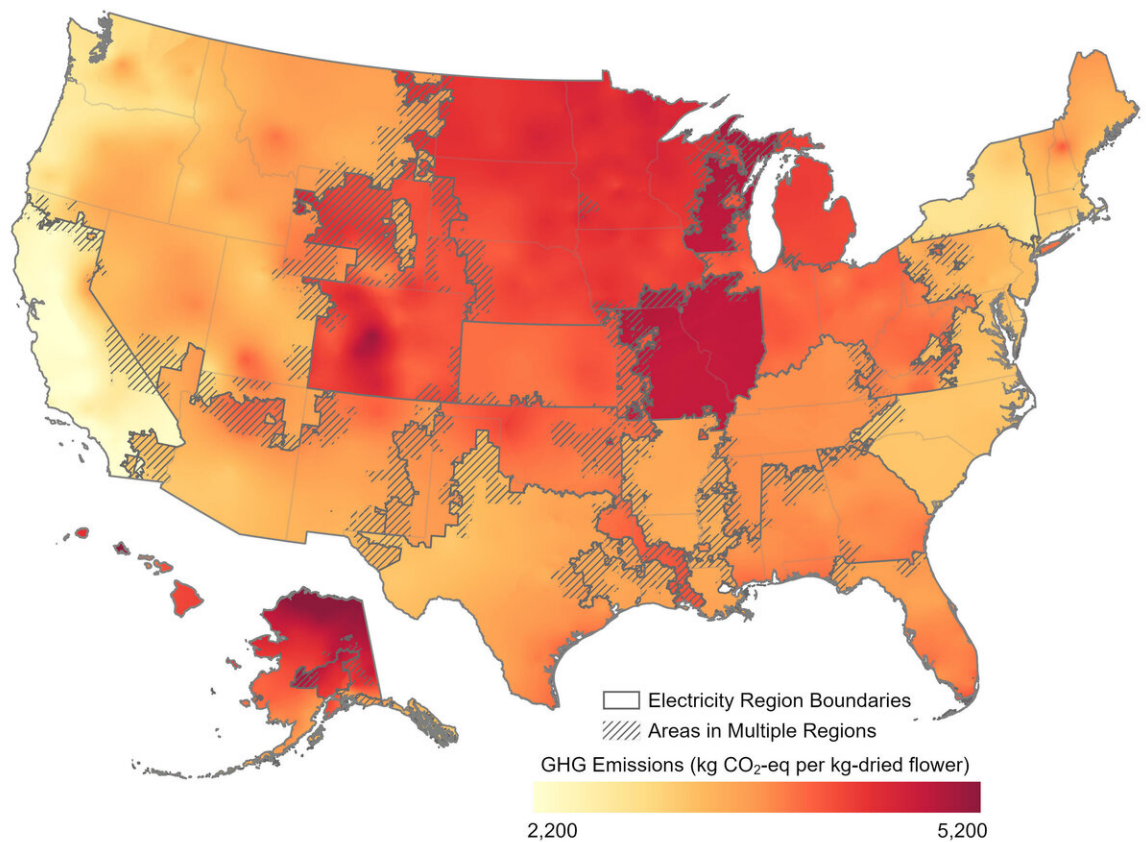 Electricity Region Boundaries
Areas in Multiple Regions
GHG Emissions (kg CO₂-eq per kg-dried flower)
2,200 5,200